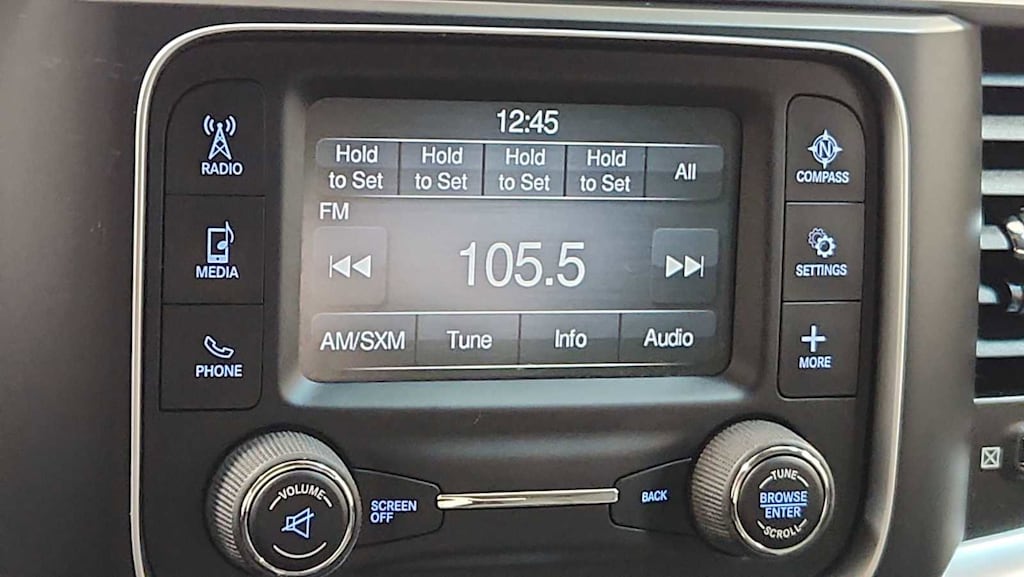 12:45
Hold to Set
Hold to Set
Hold to Set
Hold to Set
All
FM
105.5
AM/SXM
Tune
Info
Audio
RADIO
MEDIA
PHONE
N
COMPASS
SETTINGS
MORE
VOLUME
SCREEN
OFF
BACK
TUNE
BROWSE
ENTER
SCROLL